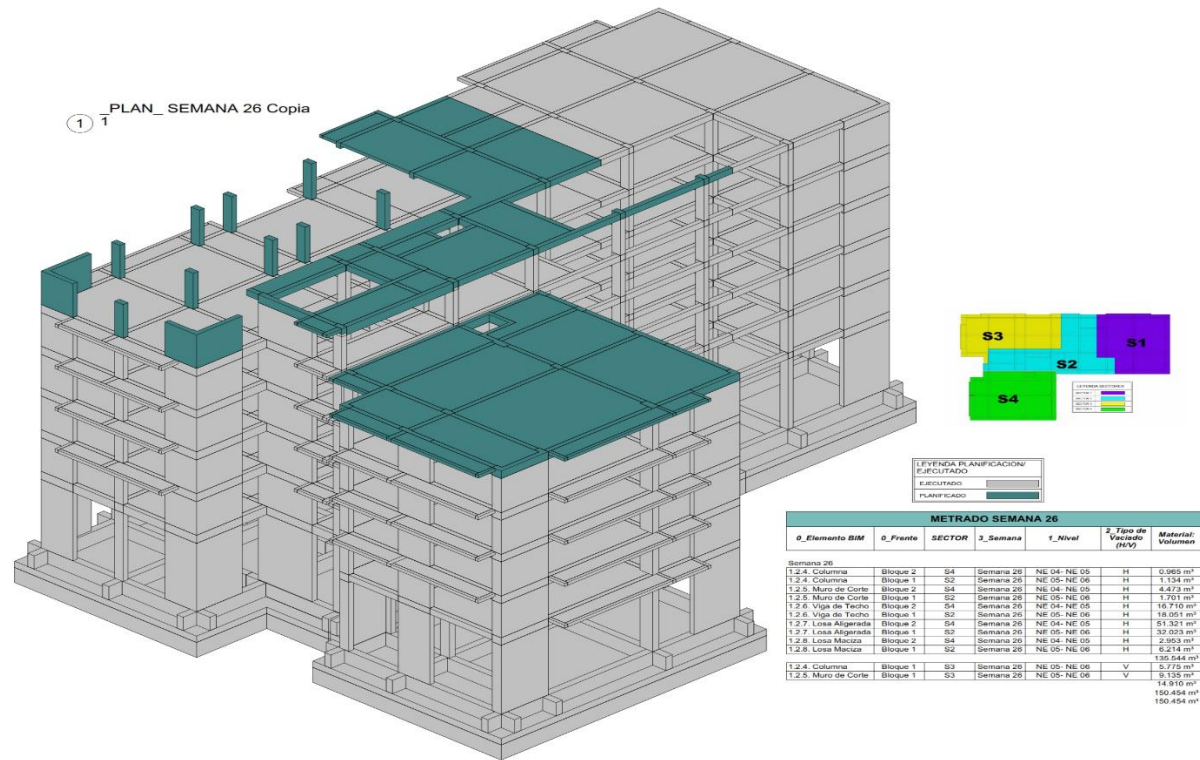 _PLAN_ SEMANA 26 Copia
1
1
S3
S1
S2
S4
LEYENDA SECTORES
LEYENDA PLANIFICACION/
EJECUTADO
EJECUTADO
PLANIFICADO
METRADO SEMANA 26
0_Elemento BIM 0_Frente SECTOR 3_Semana 1_Nivel 2_Tipo de Vaciado (H/V) Material: Volumen
Semana 26
1.2.4. Columna Bloque 2 S4 Semana 26 NE 04- NE 05 H 0.965 m³
1.2.4. Columna Bloque 1 S2 Semana 26 NE 05- NE 06 H 1.134 m³
1.2.5. Muro de Corte Bloque 2 S4 Semana 26 NE 04- NE 05 H 4.473 m³
1.2.5. Muro de Corte Bloque 1 S2 Semana 26 NE 05- NE 06 H 1.701 m³
1.2.6. Viga de Techo Bloque 2 S4 Semana 26 NE 04- NE 05 H 16.710 m³
1.2.6. Viga de Techo Bloque 1 S2 Semana 26 NE 05- NE 06 H 18.051 m³
1.2.7. Losa Aligerada Bloque 2 S4 Semana 26 NE 04- NE 05 H 51.321 m³
1.2.7. Losa Aligerada Bloque 1 S2 Semana 26 NE 05- NE 06 H 32.023 m³
1.2.8. Losa Maciza Bloque 2 S4 Semana 26 NE 04- NE 05 H 2.953 m³
1.2.8. Losa Maciza Bloque 1 S2 Semana 26 NE 05- NE 06 H 6.214 m³
135.544 m³
1.2.4. Columna Bloque 1 S3 Semana 26 NE 05- NE 06 V 5.775 m³
1.2.5. Muro de Corte Bloque 1 S3 Semana 26 NE 05- NE 06 V 9.135 m³
14.910 m³
150.454 m³
150.454 m³